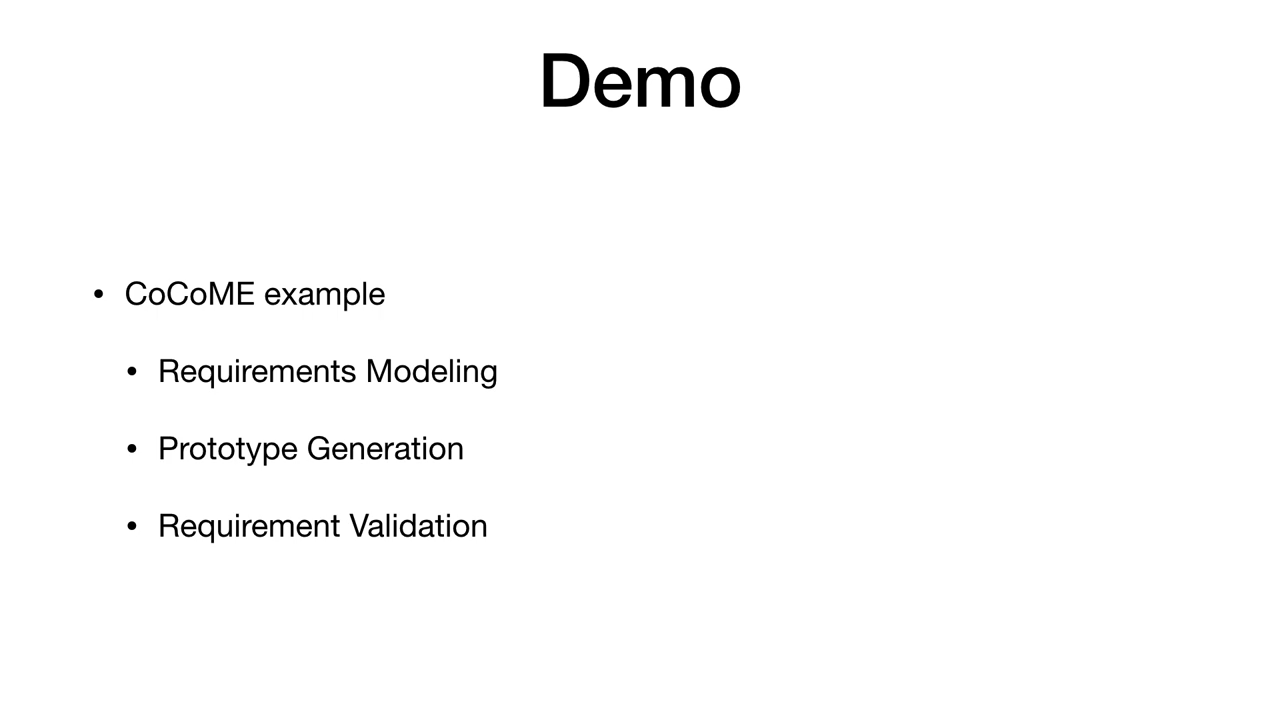 Demo
• CoCoME example
• Requirements Modeling
• Prototype Generation
• Requirement Validation